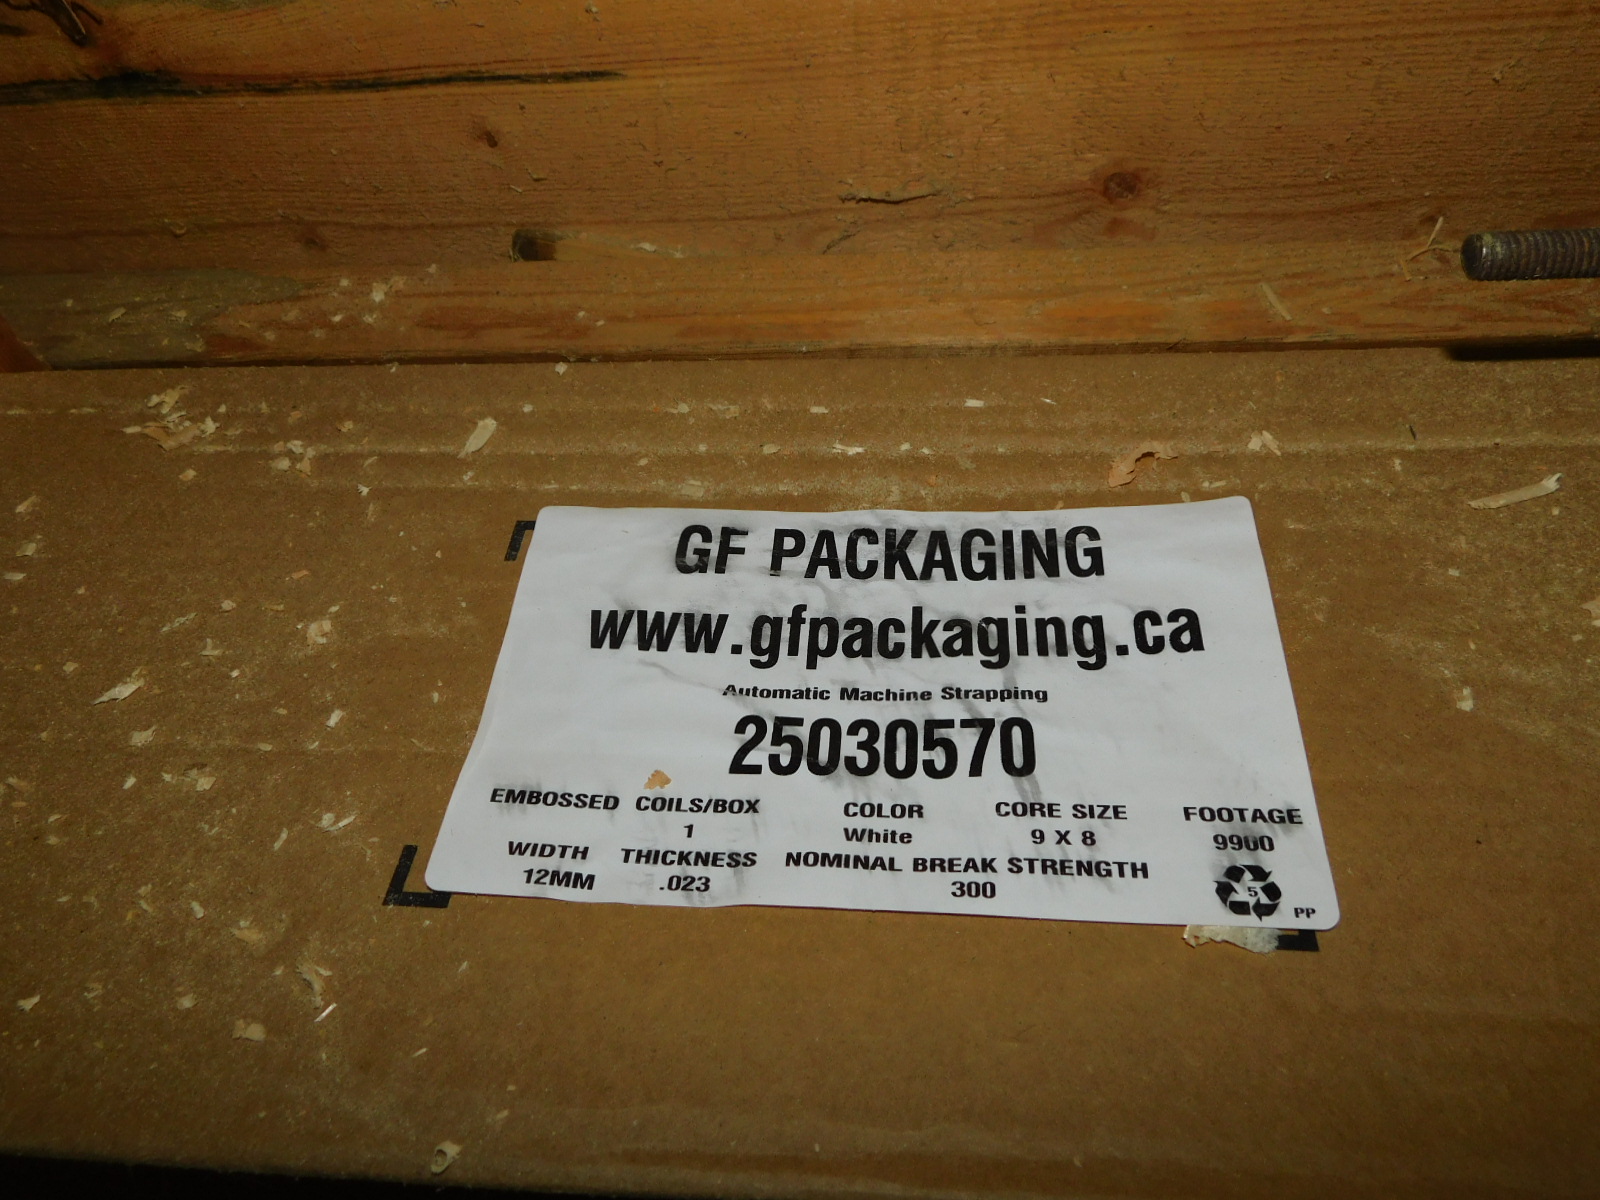 GF PACKAGING
www.gfpackaging.ca
Automatic Machine Strapping
25030570
EMBOSSED COILS/BOX COLOR CORE SIZE FOOTAGE
1 White 9 X 8 9900
WIDTH THICKNESS NOMINAL BREAK STRENGTH
12MM .023 300
5
PP